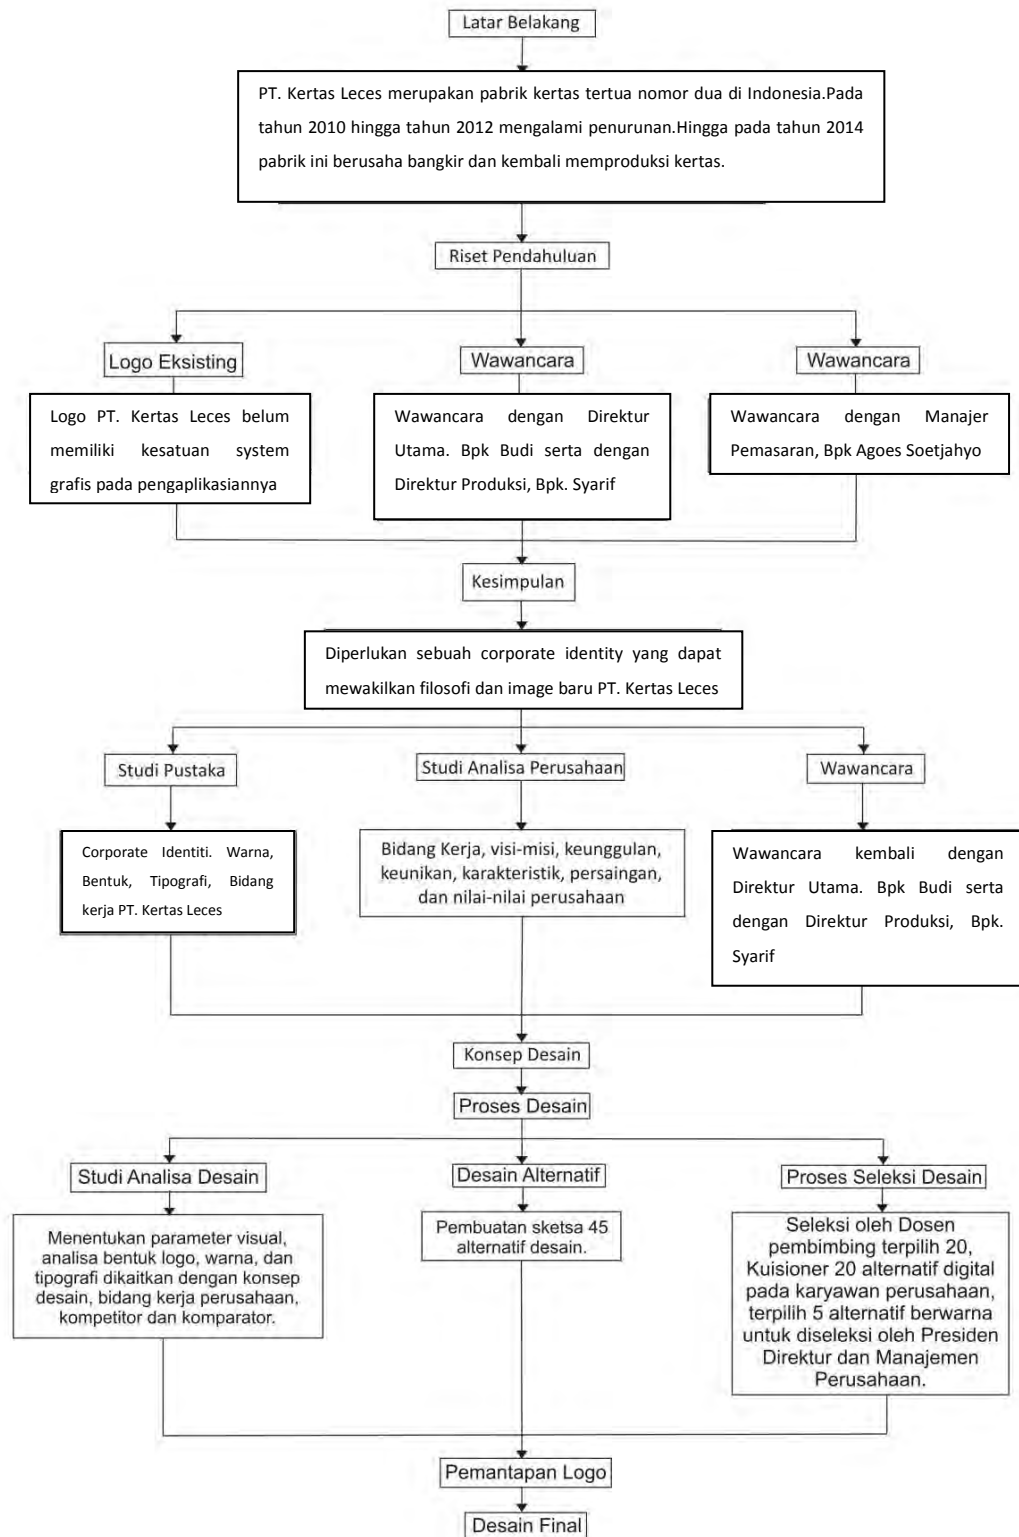 Latar Belakang
PT. Kertas Leces merupakan pabrik kertas tertua nomor dua di Indonesia.Pada
tahun 2010 hingga tahun 2012 mengalami penurunan.Hingga pada tahun 2014
pabrik ini berusaha bangkir dan kembali memproduksi kertas.
Riset Pendahuluan
Logo Eksisting
Logo PT. Kertas Leces belum
memiliki kesatuan system
grafis pada pengaplikasiannya
Wawancara
Wawancara dengan Direktur
Utama. Bpk Budi serta dengan
Direktur Produksi, Bpk. Syarif
Wawancara
Wawancara dengan Manajer
Pemasaran, Bpk Agoes Soetjahyo
Kesimpulan
Diperlukan sebuah corporate identity yang dapat
mewakilkan filosofi dan image baru PT. Kertas Leces
Studi Pustaka
Corporate Identiti. Warna,
Bentuk, Tipografi, Bidang
kerja PT. Kertas Leces
Studi Analisa Perusahaan
Bidang Kerja, visi-misi, keunggulan,
keunikan, karakteristik, persaingan,
dan nilai-nilai perusahaan
Wawancara
Wawancara kembali dengan
Direktur Utama. Bpk Budi serta
dengan Direktur Produksi, Bpk.
Syarif
Konsep Desain
Proses Desain
Studi Analisa Desain
Menentukan parameter visual,
analisa bentuk logo, warna, dan
tipografi dikaitkan dengan konsep
desain, bidang kerja perusahaan,
kompetitor dan komparator.
Desain Alternatif
Pembuatan sketsa 45
alternatif desain.
Proses Seleksi Desain
Seleksi oleh Dosen
pembimbing terpilih 20,
Kuisioner 20 alternatif digital
pada karyawan perusahaan,
terpilih 5 alternatif berwarna
untuk diseleksi oleh Presiden
Direktur dan Manajemen
Perusahaan.
Pemantapan Logo
Desain Final